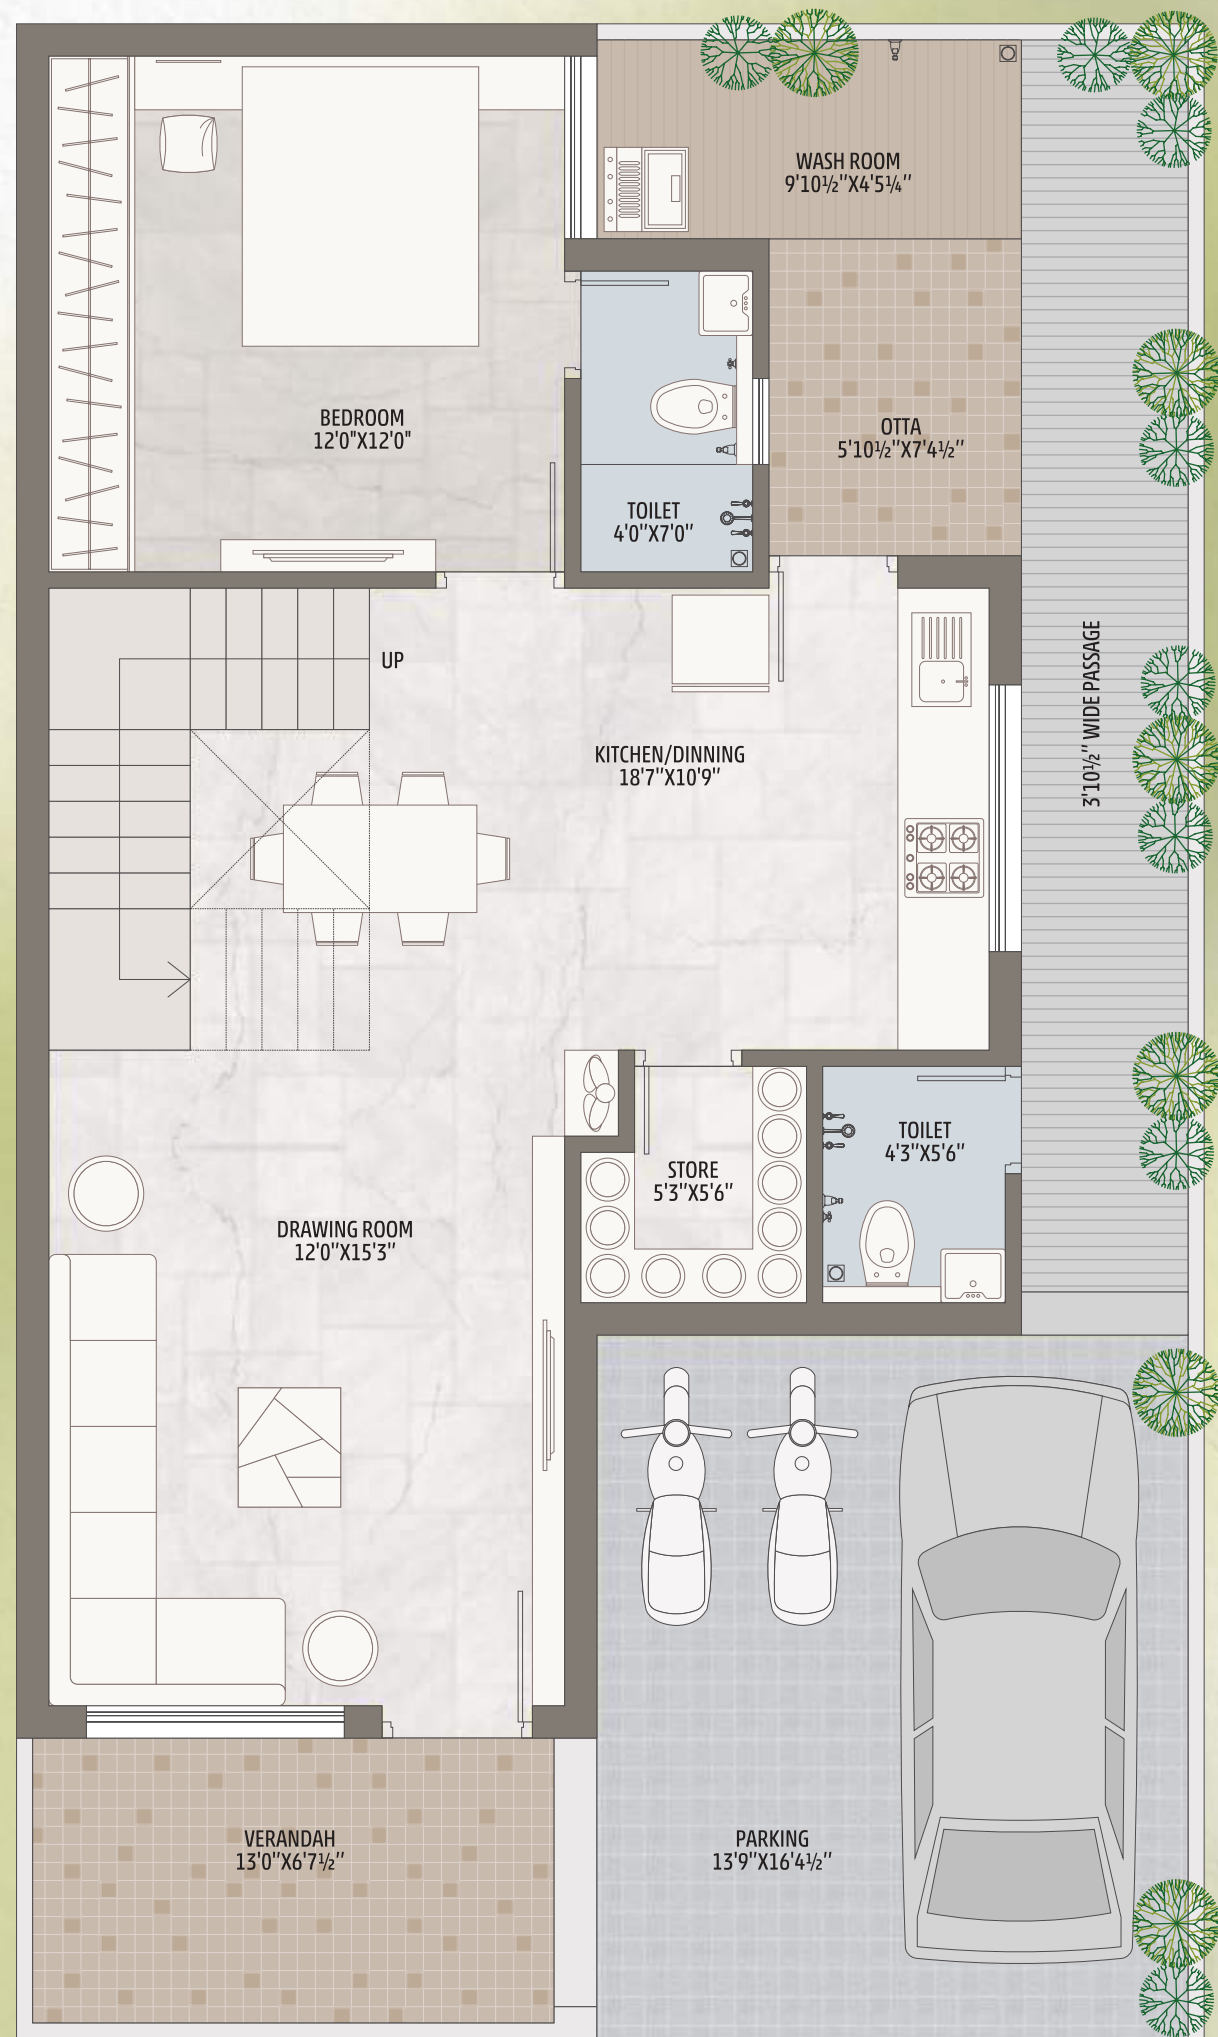 WASH ROOM
9'10½''X4'5¼''
BEDROOM
12'0"X12'0"
OTTA
5'10½''X7'4½''
TOILET
4'0''X7'0''
UP
KITCHEN/DINNING
18'7''X10'9''
3'10½'' WIDE PASSAGE
TOILET
4'3''X5'6''
STORE
5'3''X5'6''
DRAWING ROOM
12'0''X15'3''
VERANDAH
13'0''X6'7½''
PARKING
13'9''X16'4½''